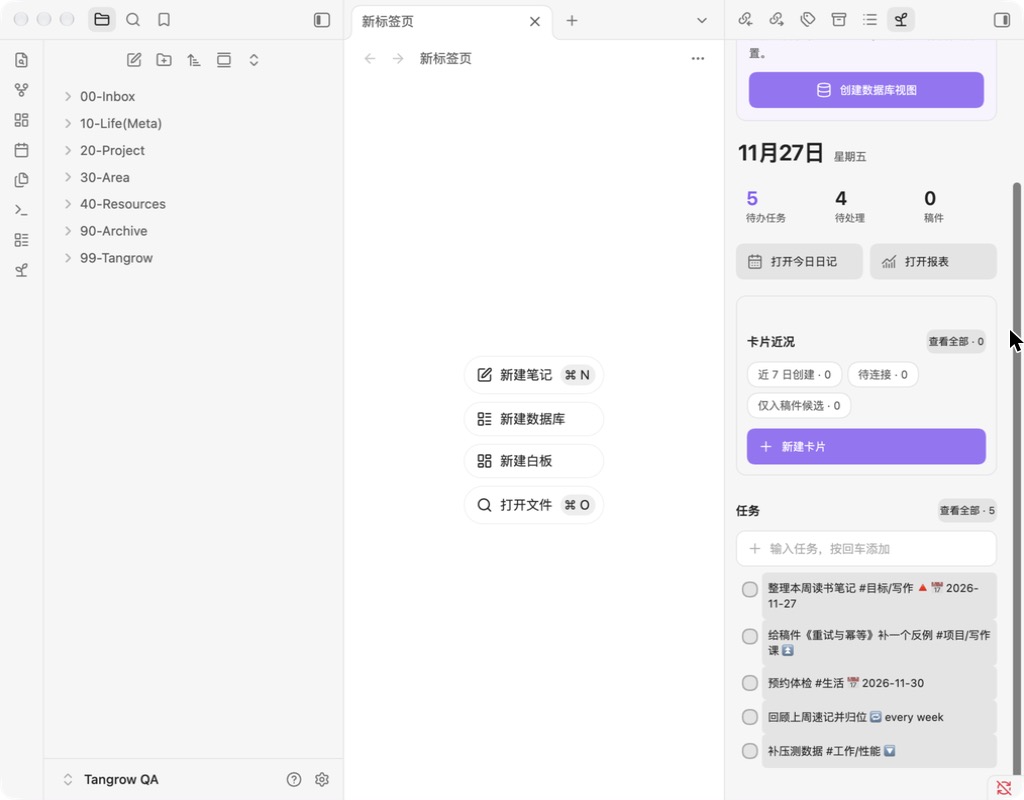 新标签页
新标签页
00-Inbox
10-Life(Meta)
20-Project
30-Area
40-Resources
90-Archive
99-Tangrow
新建笔记 ⌘ N
新建数据库
新建白板
打开文件 ⌘ O
Tangrow QA
置。
创建数据库视图
11月27日 星期五
5 4 0
待办任务 待处理 稿件
打开今日日记 打开报表
卡片近况 查看全部 · 0
近 7 日创建 · 0 待连接 · 0
仅入稿件候选 · 0
+ 新建卡片
任务 查看全部 · 5
+ 输入任务，按回车添加
整理本周读书笔记 #目标/写作 🔺 📅 2026-
11-27
给稿件《重试与幂等》补一个反例 #项目/写作
课 ⏫
预约体检 #生活 📅 2026-11-30
回顾上周速记并归位 🔁 every week
补压测数据 #工作/性能 🔽